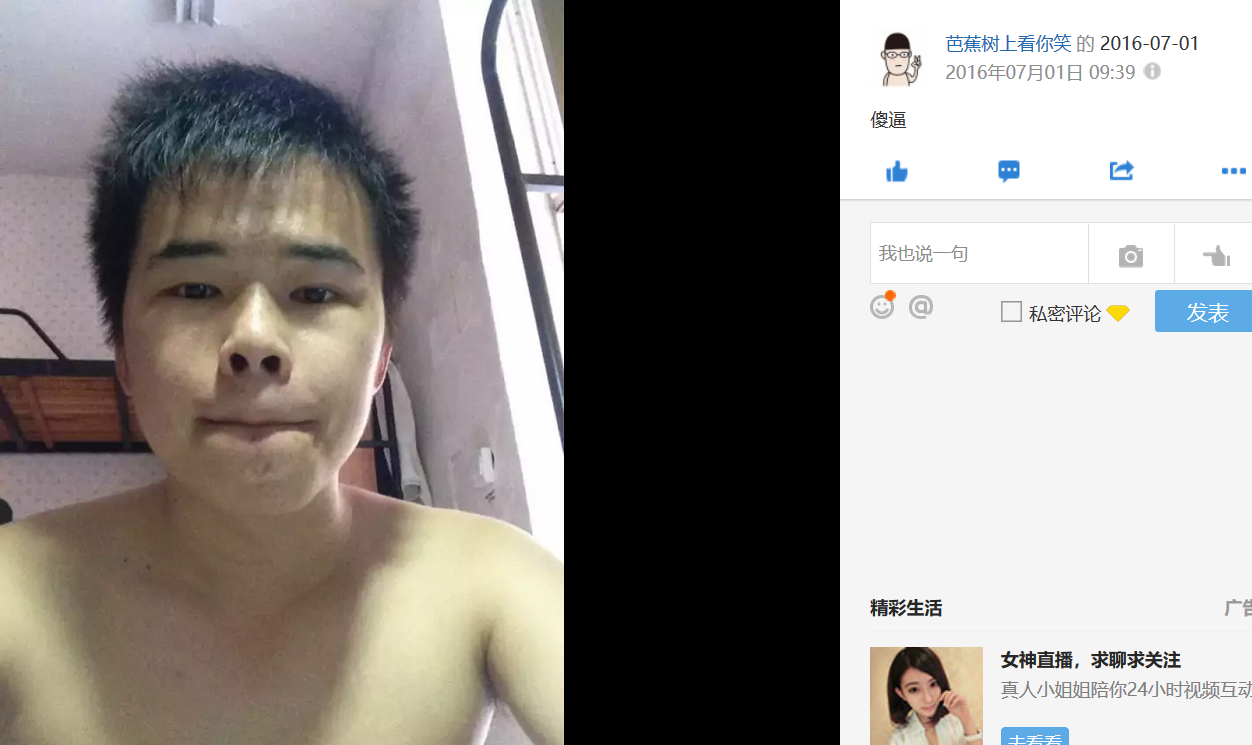 芭蕉树上看你笑 的 2016-07-01
2016年07月01日 09:39
傻逼
我也说一句
私密评论
发表
精彩生活
广告
女神直播，求聊求关注
真人小姐姐陪你24小时视频互动
去看看